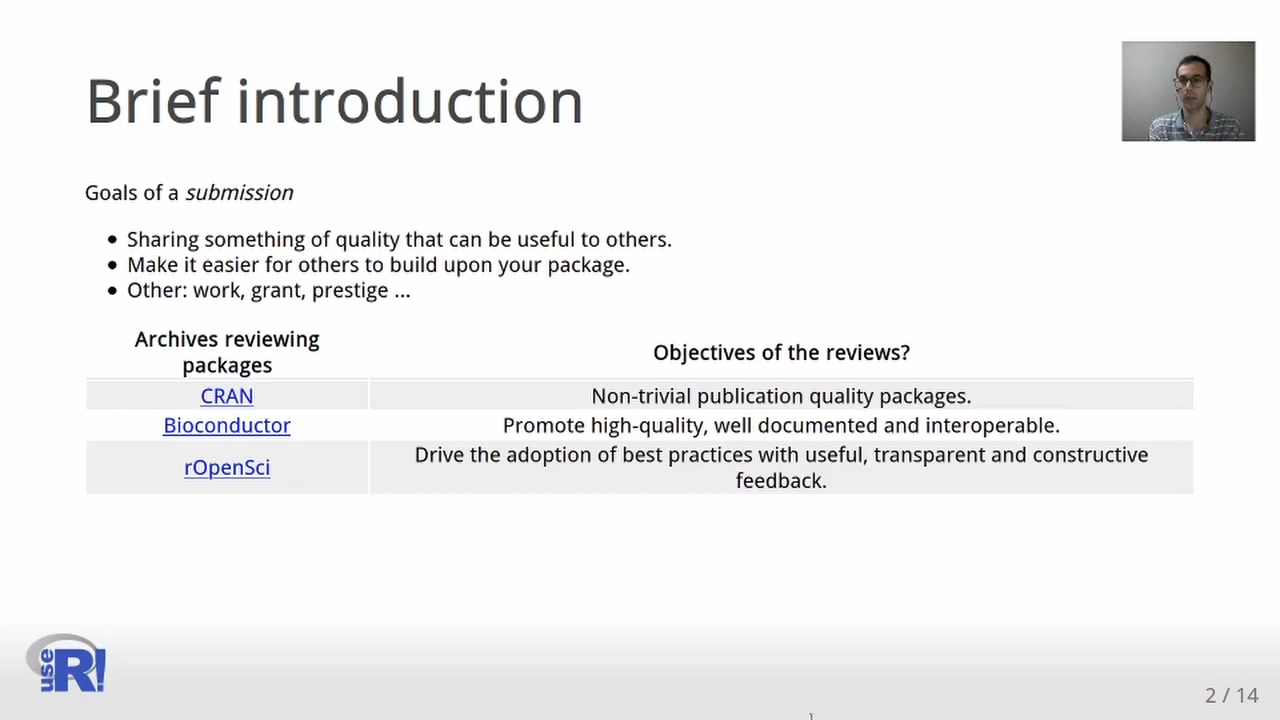 Brief introduction
Goals of a submission
Sharing something of quality that can be useful to others.
Make it easier for others to build upon your package.
Other: work, grant, prestige ...
Archives reviewing
packages
Objectives of the reviews?
CRAN
Non-trivial publication quality packages.
Bioconductor
Promote high-quality, well documented and interoperable.
rOpenSci
Drive the adoption of best practices with useful, transparent and constructive
feedback.
use
R!
2 / 14